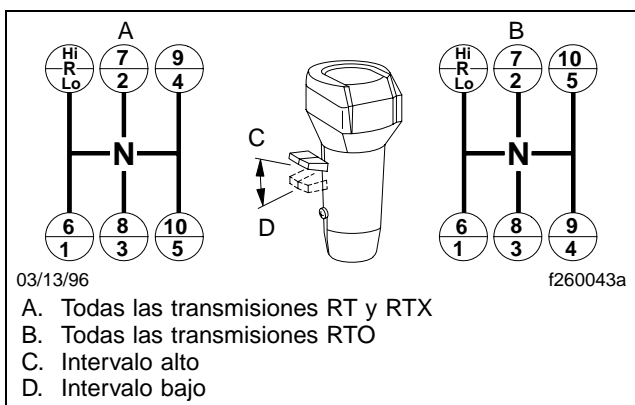 A B
Hi 7 9 Hi 7 10
R R
Lo 2 4 Lo 2 5
C
N N
D
6 8 10 6 8 9
1 3 5 1 3 4
03/13/96 f260043a
A. Todas las transmisiones RT y RTX
B. Todas las transmisiones RTO
C. Intervalo alto
D. Intervalo bajo